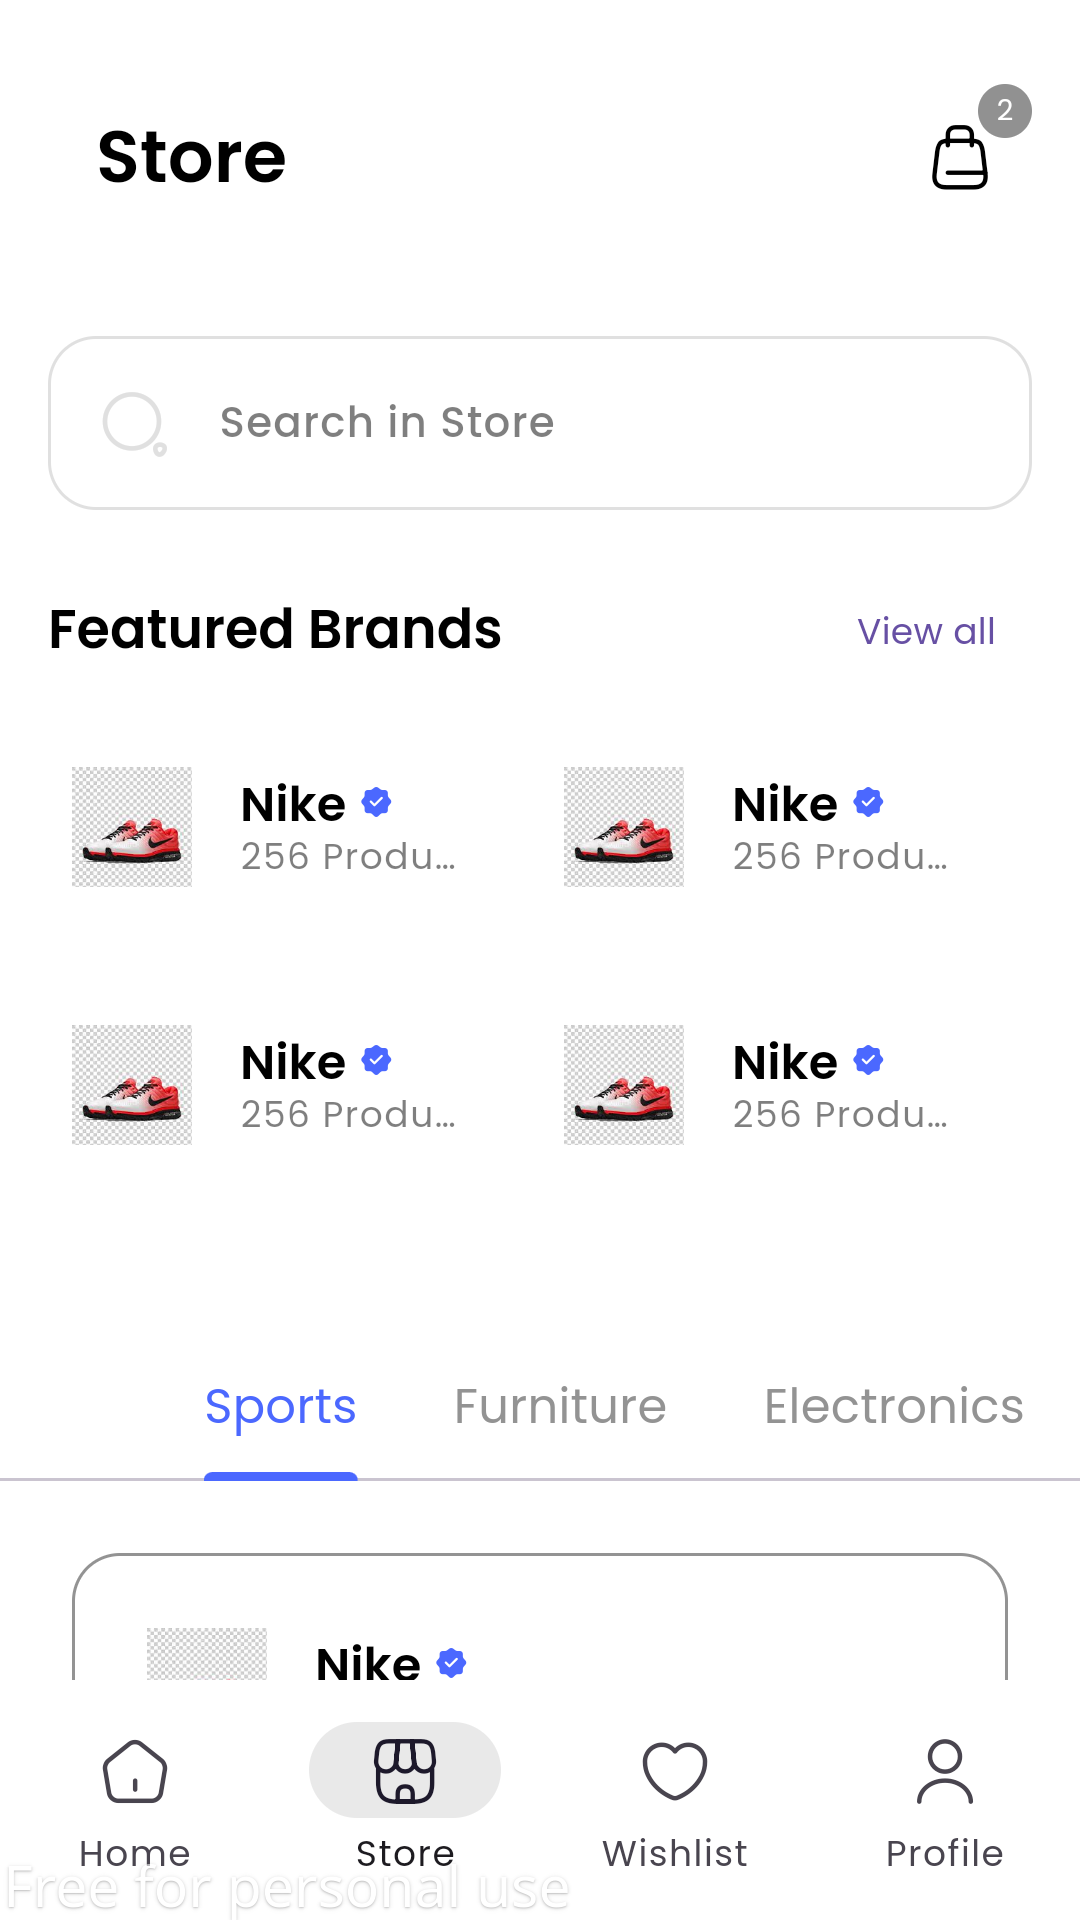 Store
2
Search in Store
Featured Brands
View all
Nike
256 Produ...
Nike
256 Produ...
Nike
256 Produ...
Nike
256 Produ...
Sports Furniture Electronics
Nike
Home Store Wishlist Profile
Free for personal use